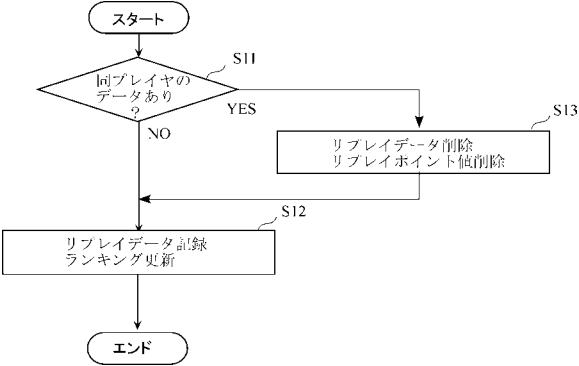 スタート
S11
同プレイヤの
データあり
？
YES
NO
S13
リプレイデータ削除
リプレイポイント値削除
S12
リプレイデータ記録
ランキング更新
エンド